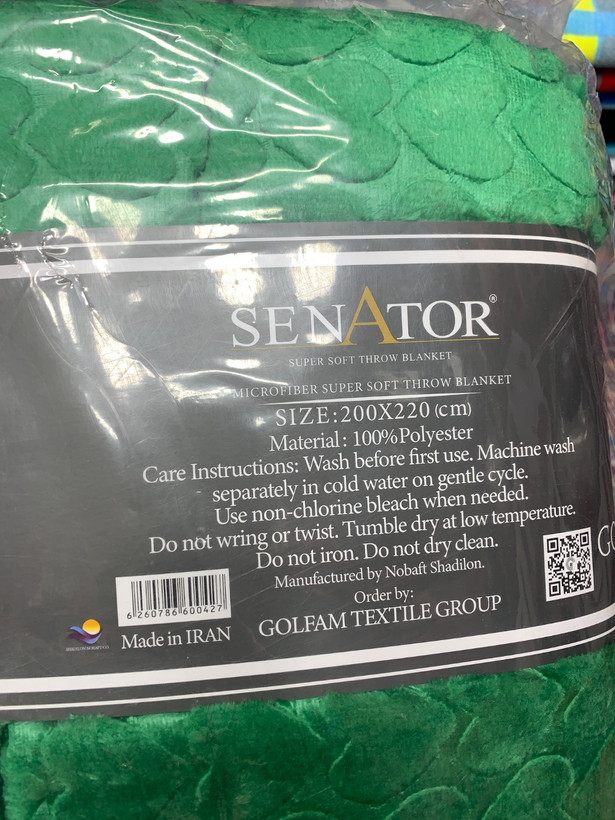 SENATOR®
SUPER SOFT THROW BLANKET
MICROFIBER SUPER SOFT THROW BLANKET
SIZE:200X220 (cm)
Material: 100%Polyester
Care Instructions: Wash before first use. Machine wash
separately in cold water on gentle cycle.
Use non-chlorine bleach when needed.
Do not wring or twist. Tumble dry at low temperature.
Do not iron. Do not dry clean.
Manufactured by Nobaft Shadilon.
Order by:
GOLFAM TEXTILE GROUP
6260786600427
Made in IRAN